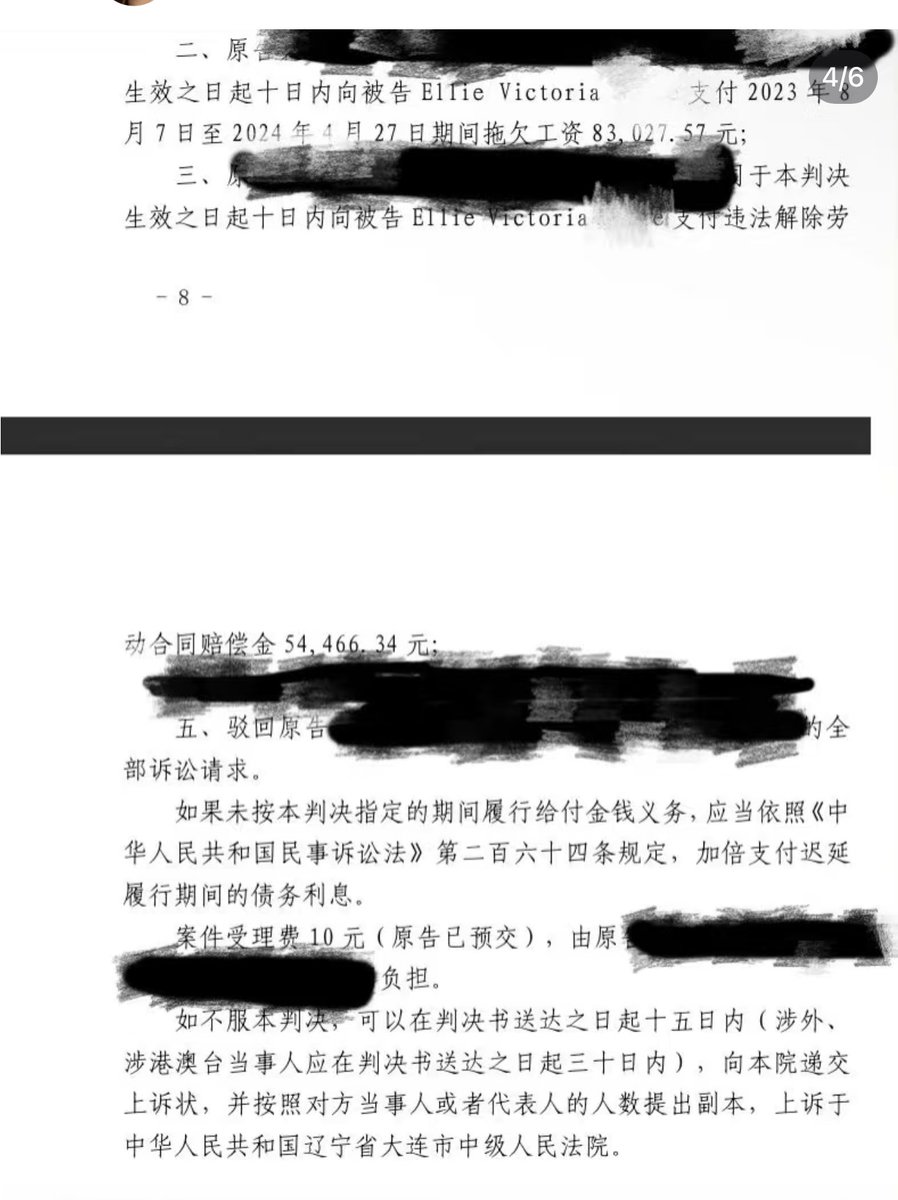 4/6
二、原告
生效之日起十日内向被告 Ellie Victoria 支付 2023 年 8
月 7 日至 2024 年 4 月 27 日期间拖欠工资 83,027.57 元;
三、原 司于本判决
生效之日起十日内向被告 Ellie Victoria 支付违法解除劳
- 8 -
动合同赔偿金 54,466.34 元;
五、驳回原告 的全
部诉讼请求。
如果未按本判决指定的期间履行给付金钱义务,应当依照《中
华人民共和国民事诉讼法》第二百六十四条规定,加倍支付迟延
履行期间的债务利息。
案件受理费 10 元(原告已预交),由原告
负担。
如不服本判决,可以在判决书送达之日起十五日内(涉外、
涉港澳台当事人应在判决书送达之日起三十日内),向本院递交
上诉状,并按照对方当事人或者代表人的人数提出副本,上诉于
中华人民共和国辽宁省大连市中级人民法院。